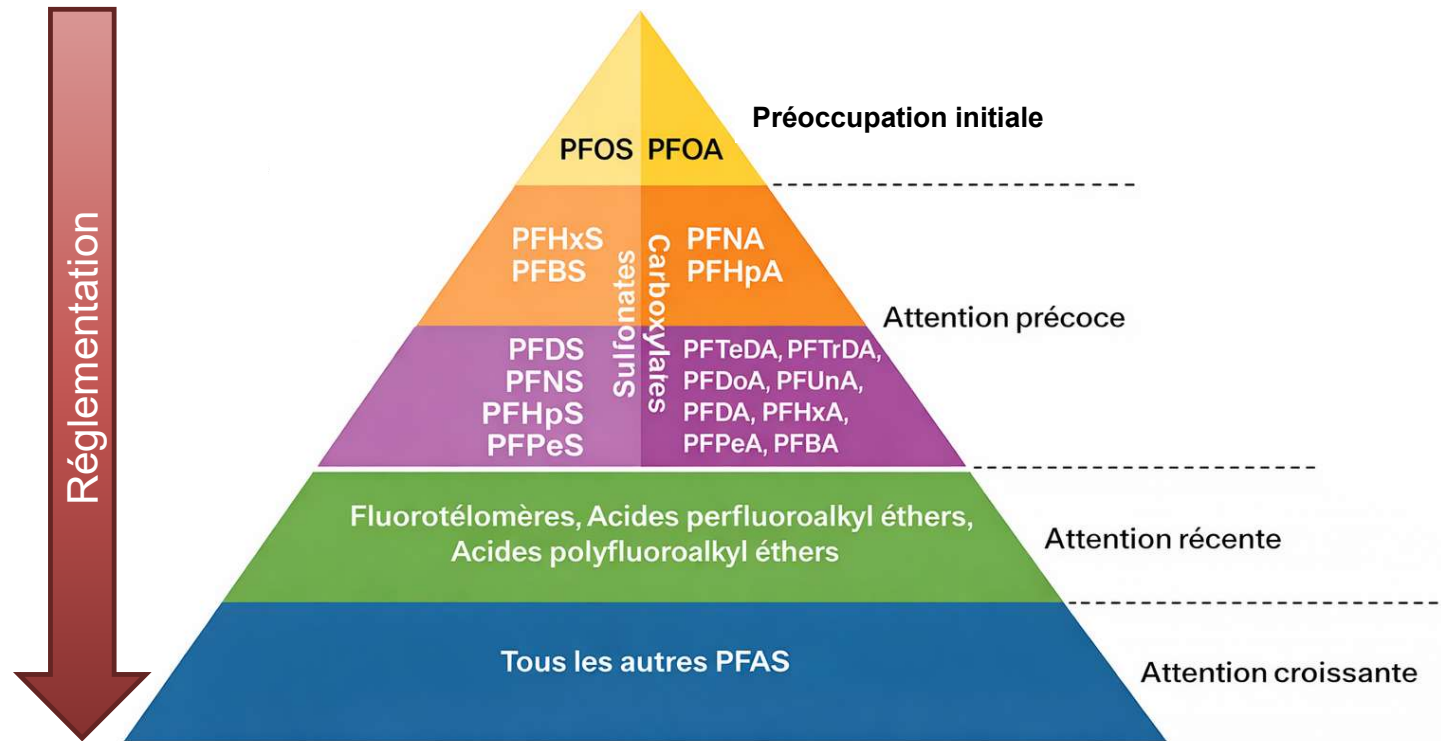 Réglementation
Préoccupation initiale
PFOS PFOA
PFHxS
PFBS
Sulfonates
Carboxylates
PFNA
PFHpA
Attention précoce
PFDS
PFNS
PFHpS
PFPeS
PFTeDA, PFTrDA,
PFDoA, PFUnA,
PFDA, PFHxA,
PFPeA, PFBA
Fluorotélomères, Acides perfluoroalkyl éthers,
Acides polyfluoroalkyl éthers
Attention récente
Tous les autres PFAS
Attention croissante